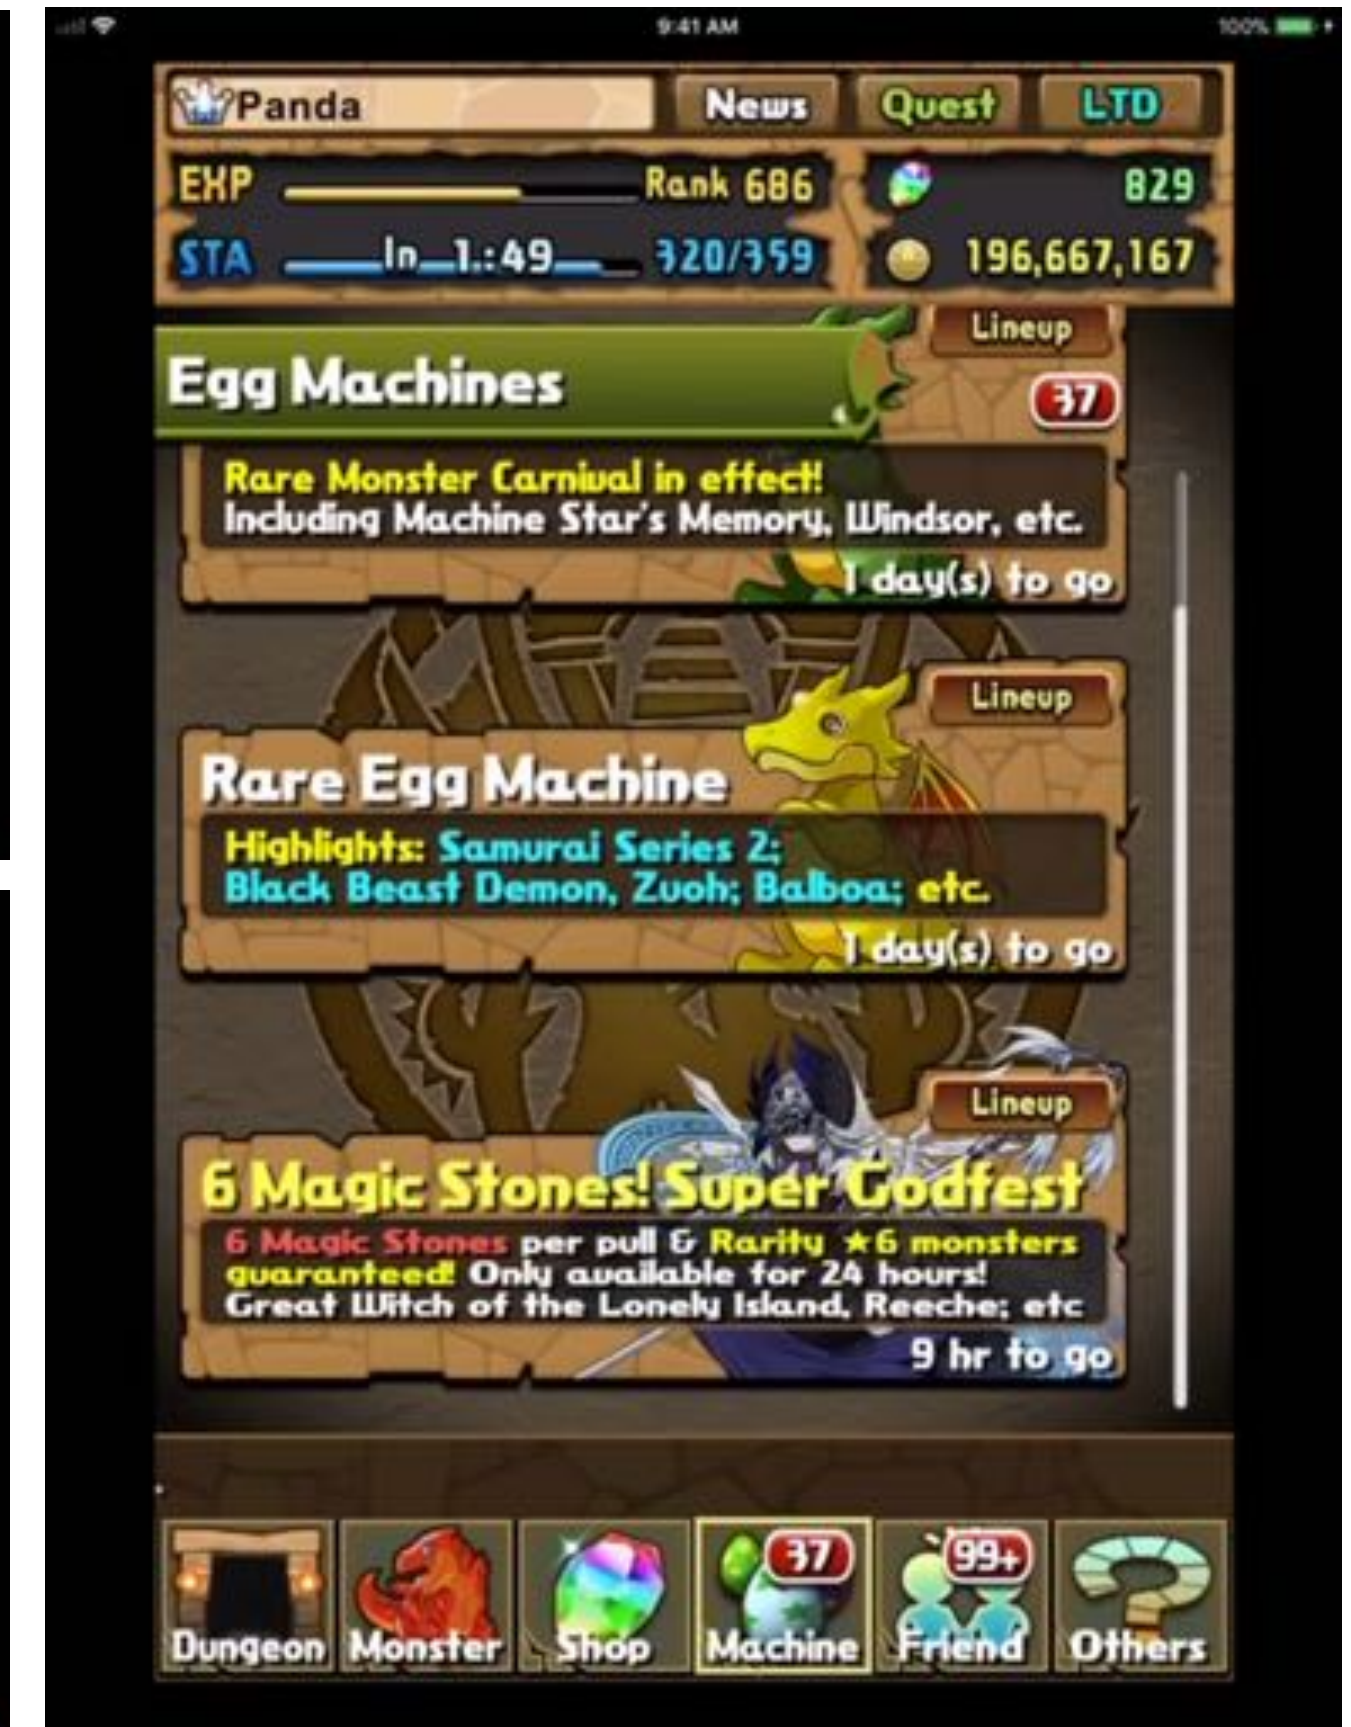 9:41 AM
100%
Panda
News
Quest
LTD
EXP
Rank 686
829
STA
In 1.:49
320/359
196,667,167
Lineup
Egg Machines
37
Rare Monster Carnival in effect!
Including Machine Star's Memory, Windsor, etc.
1 day(s) to go
Lineup
Rare Egg Machine
Highlights: Samurai Series 2;
Black Beast Demon, Zuoh; Balboa; etc.
1 day(s) to go
Lineup
6 Magic Stones! Super Godfest
6 Magic Stones per pull & Rarity ★6 monsters
guaranteed! Only available for 24 hours!
Great Witch of the Lonely Island, Reeche; etc
9 hr to go
37
99+
Dungeon
Monster
Shop
Machine
Friend
Others